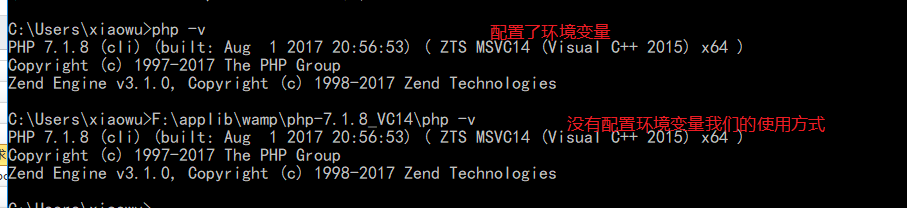 C:\Users\xiaowu>php -v
配置了环境变量
PHP 7.1.8 (cli) (built: Aug  1 2017 20:56:53) ( ZTS MSVC14 (Visual C++ 2015) x64 )
Copyright (c) 1997-2017 The PHP Group
Zend Engine v3.1.0, Copyright (c) 1998-2017 Zend Technologies
C:\Users\xiaowu>F:\applib\wamp\php-7.1.8_VC14\php -v
没有配置环境变量我们的使用方式
PHP 7.1.8 (cli) (built: Aug  1 2017 20:56:53) ( ZTS MSVC14 (Visual C++ 2015) x64 )
Copyright (c) 1997-2017 The PHP Group
Zend Engine v3.1.0, Copyright (c) 1998-2017 Zend Technologies